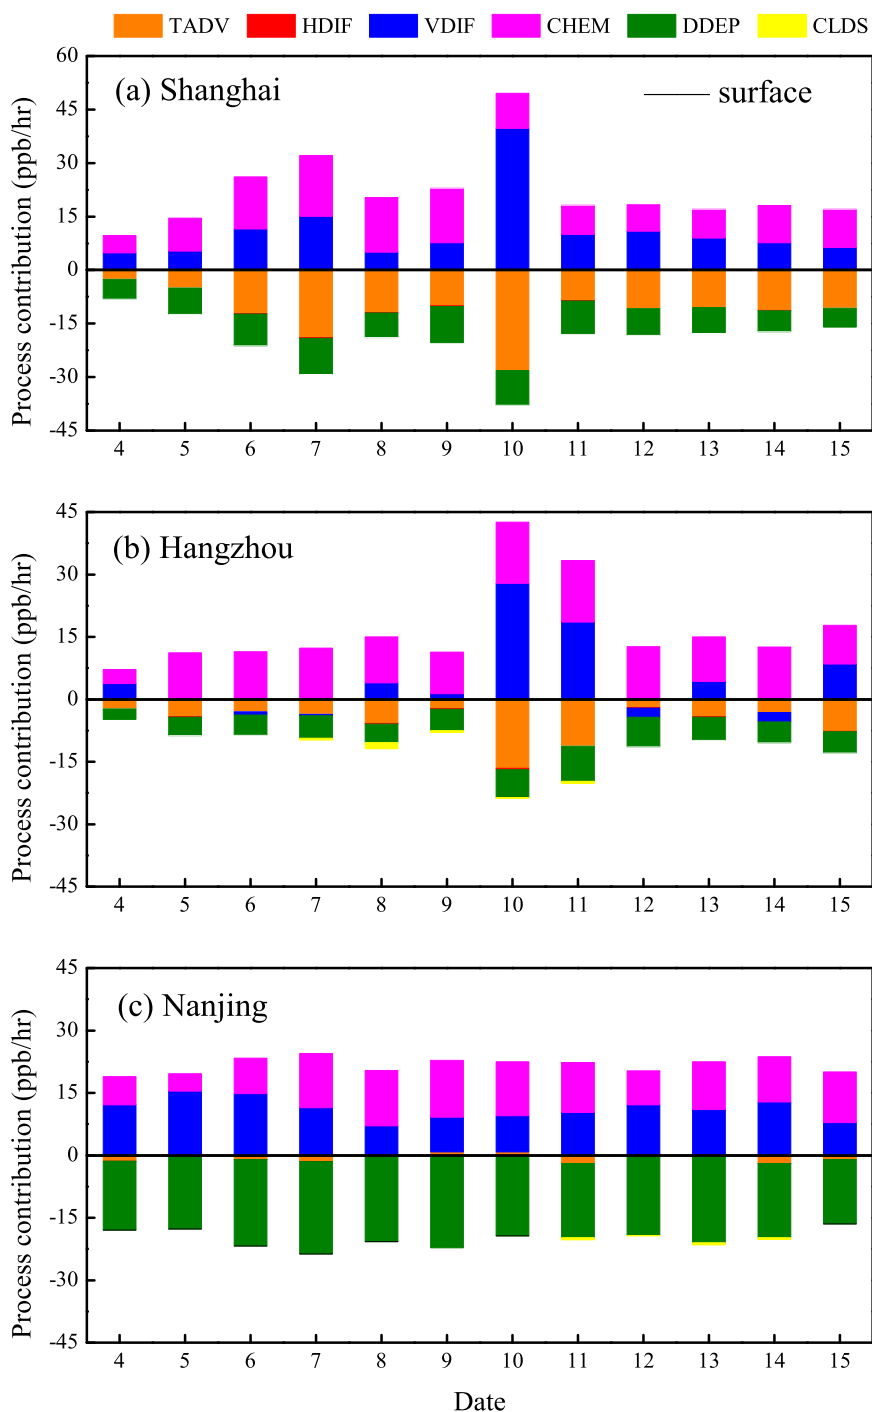 TADV HDIF VDIF CHEM DDEP CLDS
(a) Shanghai
surface
Process contribution (ppb/hr)
60
45
30
15
0
-15
-30
-45
4 5 6 7 8 9 10 11 12 13 14 15
(b) Hangzhou
Process contribution (ppb/hr)
45
30
15
0
-15
-30
-45
4 5 6 7 8 9 10 11 12 13 14 15
(c) Nanjing
Process contribution (ppb/hr)
45
30
15
0
-15
-30
-45
4 5 6 7 8 9 10 11 12 13 14 15
Date